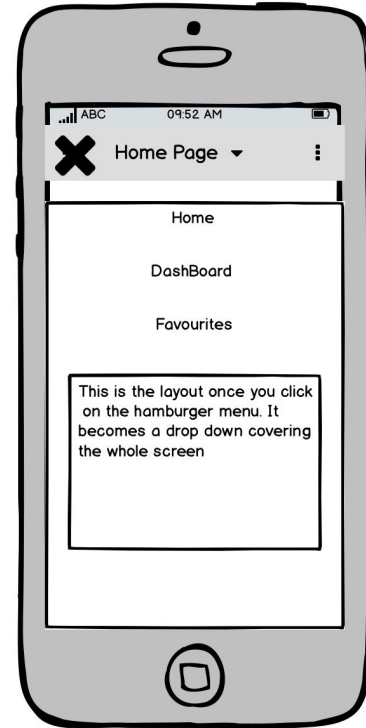 ABC 09:52 AM
Home Page
Home
DashBoard
Favourites
This is the layout once you click
on the hamburger menu. It
becomes a drop down covering
the whole screen